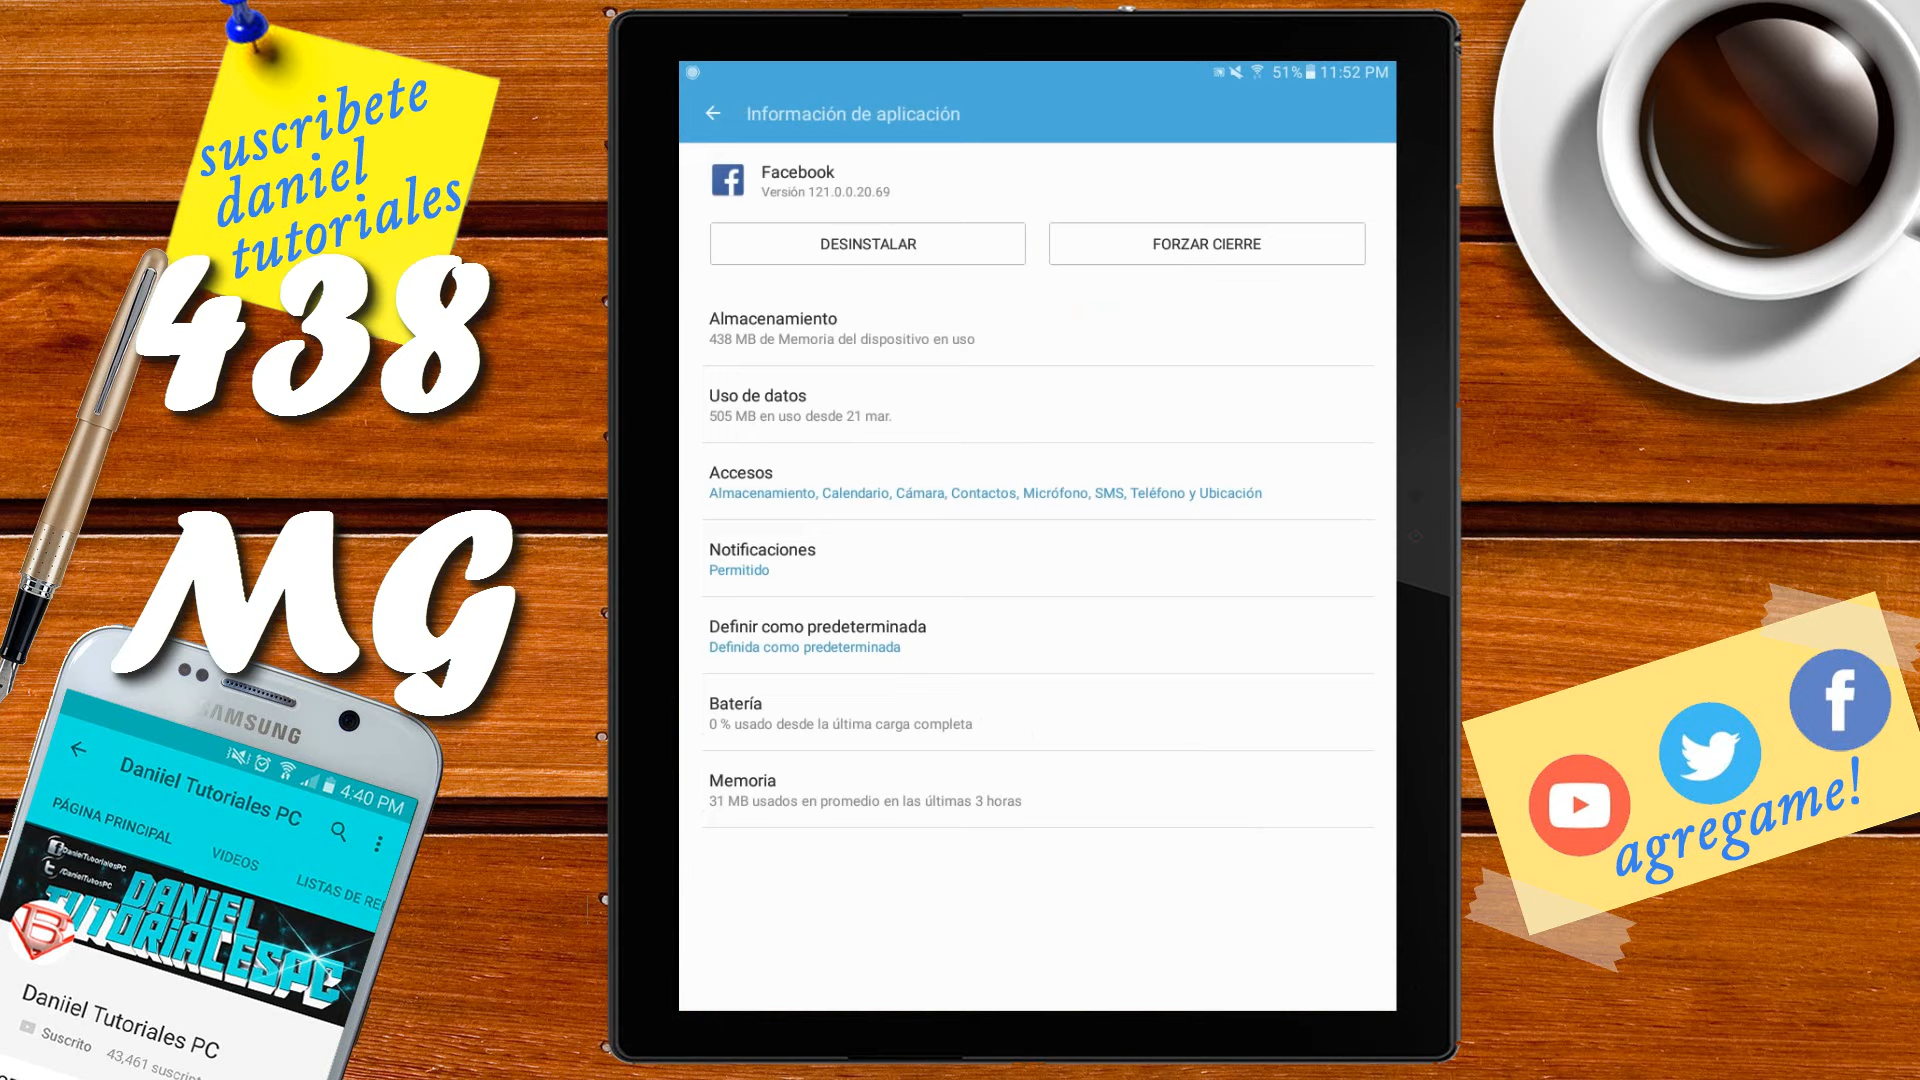 suscribete
daniel
tutoriales
438
MG
SAMSUNG
4:40 PM
Daniiel Tutoriales PC
PÁGINA PRINCIPAL
VIDEOS
LISTAS DE RE
/DanielTutorialesPC
/DanielTutosPC
DANIEL
TUTORIALESPC
Daniiel Tutoriales PC
Suscrito
43,461 suscript
51% 11:52 PM
Información de aplicación
Facebook
Versión 121.0.0.20.69
DESINSTALAR
FORZAR CIERRE
Almacenamiento
438 MB de Memoria del dispositivo en uso
Uso de datos
505 MB en uso desde 21 mar.
Accesos
Almacenamiento, Calendario, Cámara, Contactos, Micrófono, SMS, Teléfono y Ubicación
Notificaciones
Permitido
Definir como predeterminada
Definida como predeterminada
Batería
0 % usado desde la última carga completa
Memoria
31 MB usados en promedio en las últimas 3 horas
agregame!